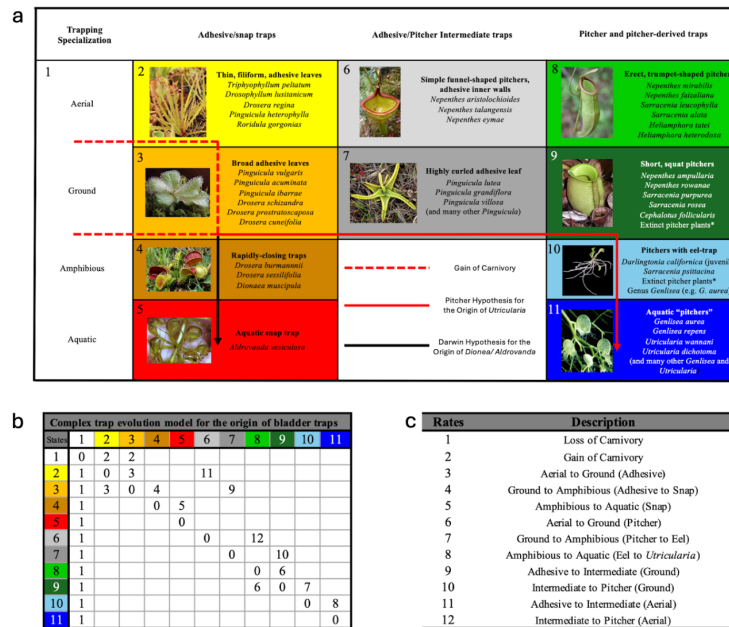 a
Trapping
Specialization
Adhesive/snap traps
Adhesive/Pitcher Intermediate traps
Pitcher and pitcher-derived traps
1
Aerial
2
Thin, filiform, adhesive leaves
Triphyophyllum peltatum
Drosophyllum lusitanicum
Drosera regina
Pinguicula heterophylla
Roridula gorgonias
6
Simple funnel-shaped pitchers,
adhesive inner walls
Nepenthes aristolochioides
Nepenthes talangensis
Nepenthes eymae
8
Erect, trumpet-shaped pitcher
Nepenthes mirabilis
Nepenthes faizaliana
Sarracenia leucophylla
Sarracenia alata
Heliamphora tatei
Heliamphora heterodoxa
Ground
3
Broad adhesive leaves
Pinguicula vulgaris
Pinguicula acuminata
Pinguicula ibarrae
Drosera schizandra
Drosera prostratoscaposa
Drosera cuneifolia
7
Highly curled adhesive leaf
Pinguicula lutea
Pinguicula grandiflora
Pinguicula villosa
(and many other Pinguicula)
9
Short, squat pitchers
Nepenthes ampullaria
Nepenthes rowanae
Sarracenia purpurea
Sarracenia rosea
Cephalotus follicularis
Extinct pitcher plants*
Amphibious
4
Rapidly-closing traps
Drosera burmannii
Drosera sessilifolia
Dionaea muscipula
Gain of Carnivory
10
Pitchers with eel-trap
Darlingtonia californica (juvenil
Sarracenia psittacina
Extinct pitcher plants*
Genus Genlisea (e.g. G. aurea)
Aquatic
5
Aquatic snap trap
Aldrovanda vesiculosa
Pitcher Hypothesis for
the Origin of Utricularia
Darwin Hypothesis for the
Origin of Dionea/ Aldrovanda
11
Aquatic “pitchers”
Genlisea aurea
Genlisea repens
Utricularia wannani
Utricularia dichotoma
(and many other Genlisea and
Utricularia
b
Complex trap evolution model for the origin of bladder traps
States 1 2 3 4 5 6 7 8 9 10 11
1 0 2 2
2 1 0 3 11
3 1 3 0 4 9
4 1 0 5
5 1 0
6 1 0 12
7 1 0 10
8 1 0 6
9 1 6 0 7
10 1 0 8
11 1 0
c
Rates Description
1 Loss of Carnivory
2 Gain of Carnivory
3 Aerial to Ground (Adhesive)
4 Ground to Amphibious (Adhesive to Snap)
5 Amphibious to Aquatic (Snap)
6 Aerial to Ground (Pitcher)
7 Ground to Amphibious (Pitcher to Eel)
8 Amphibious to Aquatic (Eel to Utricularia)
9 Adhesive to Intermediate (Ground)
10 Intermediate to Pitcher (Ground)
11 Adhesive to Intermediate (Aerial)
12 Intermediate to Pitcher (Aerial)